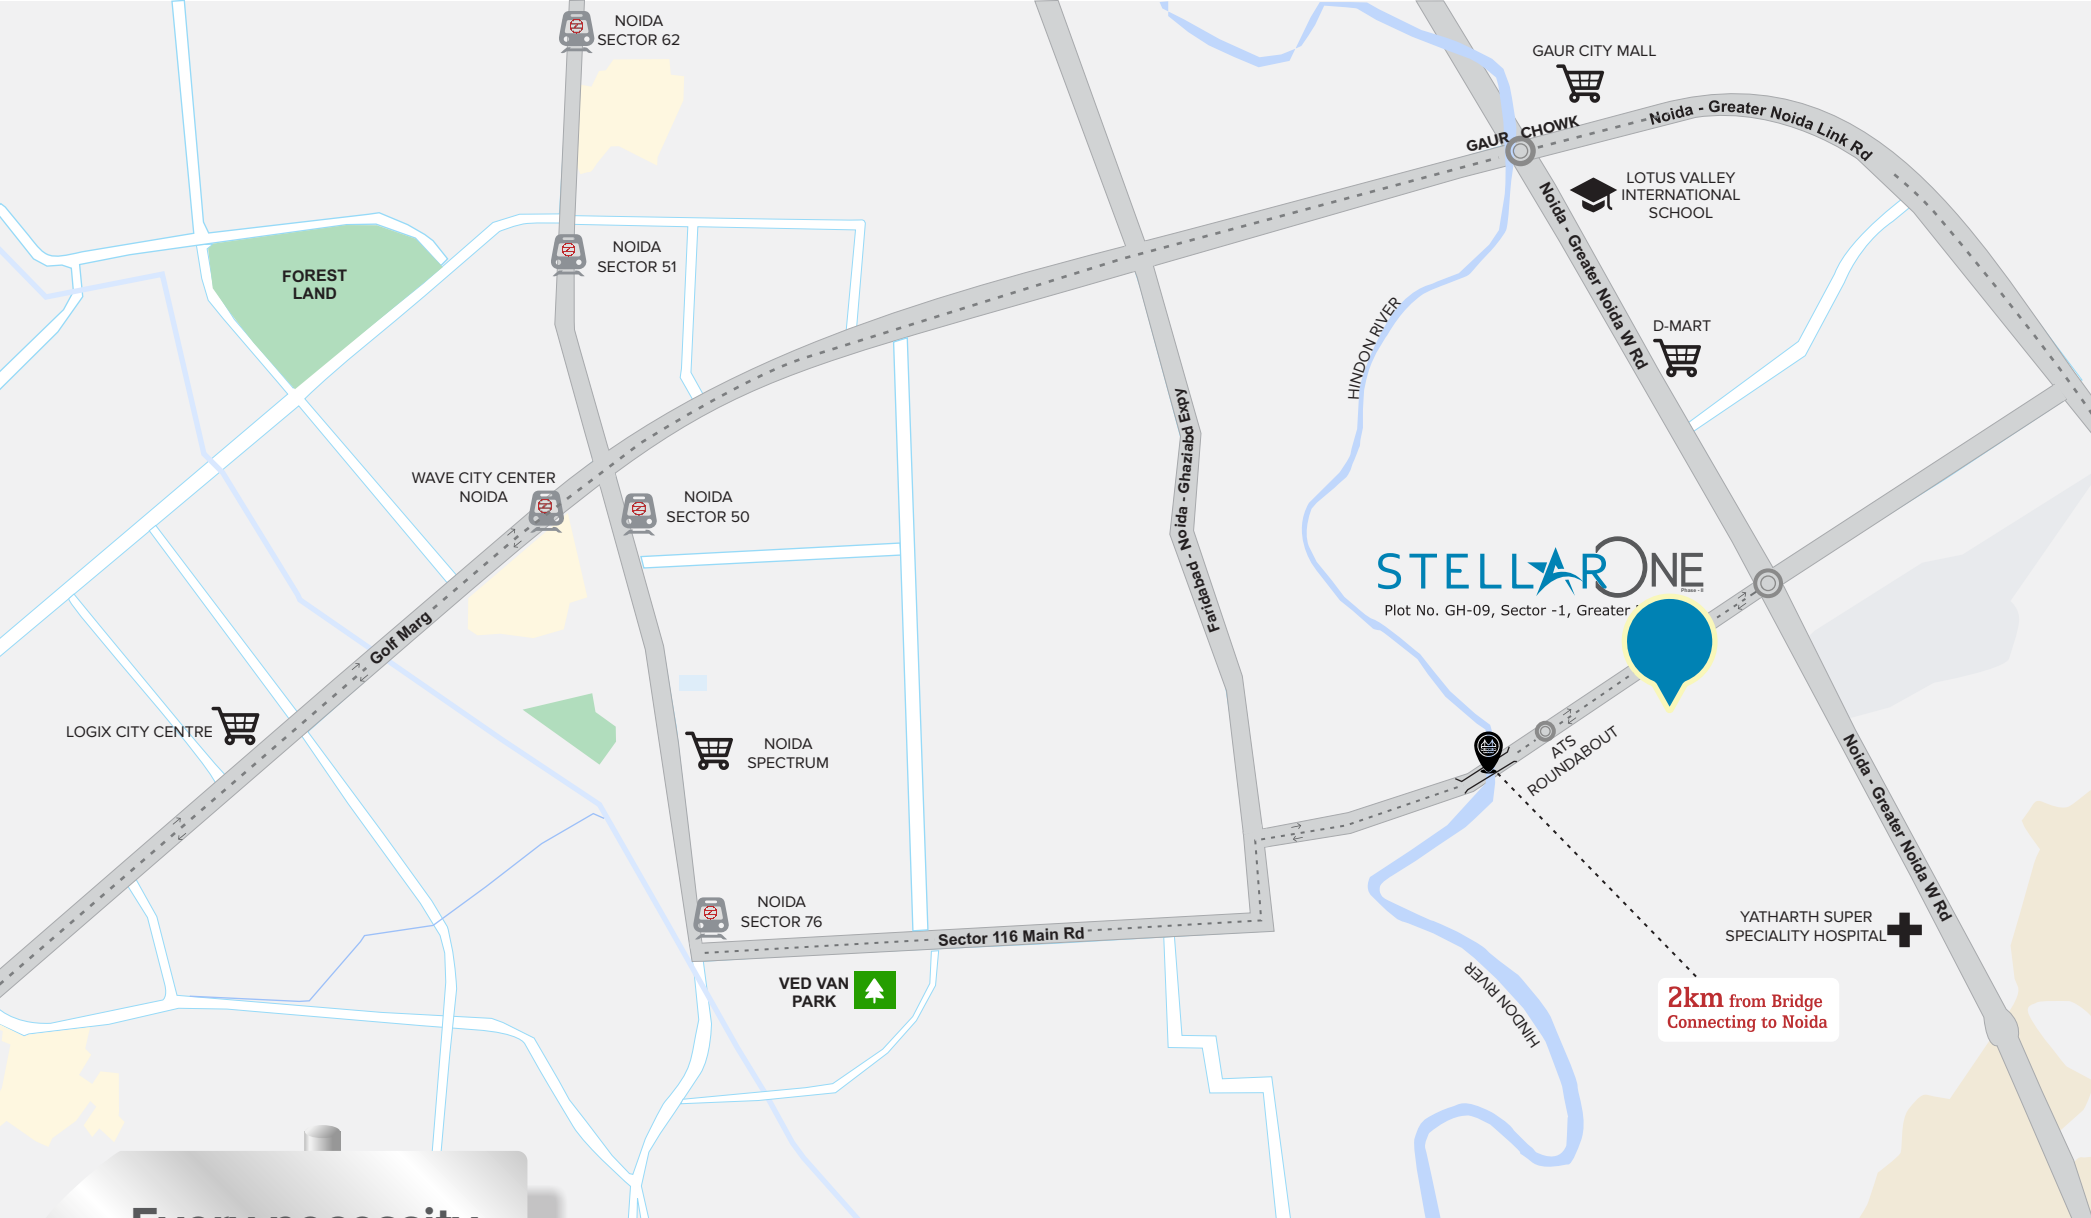 NOIDA
SECTOR 62
GAUR CITY MALL
Noida - Greater Noida Link Rd
GAUR CHOWK
LOTUS VALLEY
INTERNATIONAL
SCHOOL
Noida - Greater Noida W Rd
NOIDA
SECTOR 51
FOREST
LAND
HINDON RIVER
D-MART
Faridabad - Noida - Ghaziabd Expy
WAVE CITY CENTER
NOIDA
NOIDA
SECTOR 50
STELLAR ONE
Phase - II
Plot No. GH-09, Sector -1, Greater
Golf Marg
LOGIX CITY CENTRE
NOIDA
SPECTRUM
ATS
ROUNDABOUT
Noida - Greater Noida W Rd
NOIDA
SECTOR 76
Sector 116 Main Rd
YATHARTH SUPER
SPECIALITY HOSPITAL
VED VAN
PARK
HINDON RIVER
2km from Bridge
Connecting to Noida
Every necessity